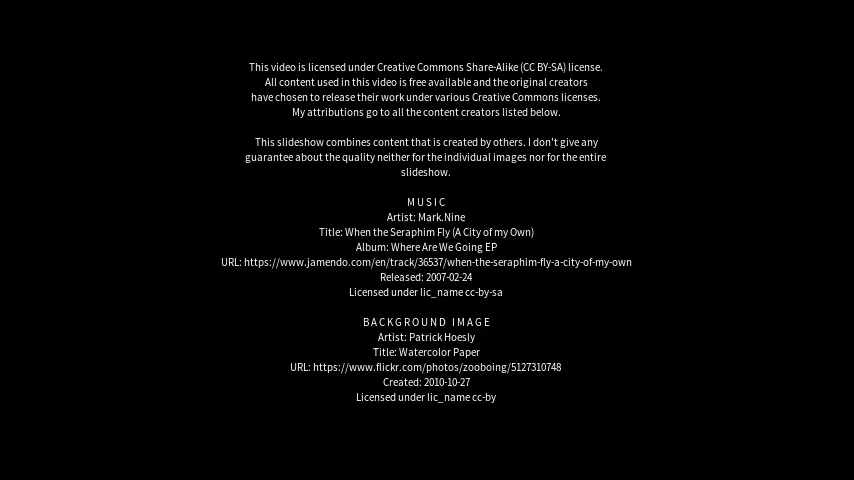 This video is licensed under Creative Commons Share-Alike (CC BY-SA) license.
All content used in this video is free available and the original creators
have chosen to release their work under various Creative Commons licenses.
My attributions go to all the content creators listed below.
This slideshow combines content that is created by others. I don't give any
guarantee about the quality neither for the individual images nor for the entire
slideshow.
MUSIC
Artist: Mark.Nine
Title: When the Seraphim Fly (A City of my Own)
Album: Where Are We Going EP
URL: https://www.jamendo.com/en/track/36537/when-the-seraphim-fly-a-city-of-my-own
Released: 2007-02-24
Licensed under lic_name cc-by-sa
BACKGROUND IMAGE
Artist: Patrick Hoesly
Title: Watercolor Paper
URL: https://www.flickr.com/photos/zooboing/5127310748
Created: 2010-10-27
Licensed under lic_name cc-by